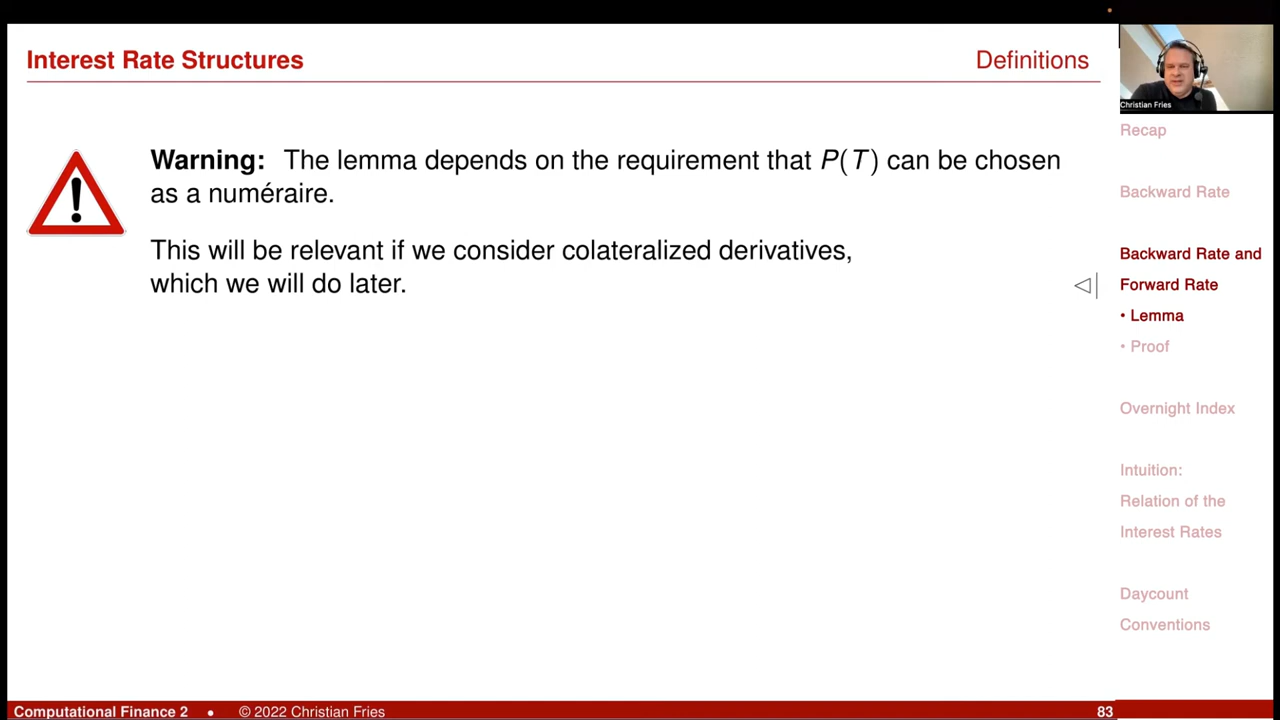 Interest Rate Structures
Definitions
Christian Fries
Warning: The lemma depends on the requirement that P(T) can be chosen
as a numéraire.
This will be relevant if we consider colateralized derivatives,
which we will do later.
Recap
Backward Rate
Backward Rate and
Forward Rate
• Lemma
• Proof
Overnight Index
Intuition:
Relation of the
Interest Rates
Daycount
Conventions
Computational Finance 2 • © 2022 Christian Fries
83